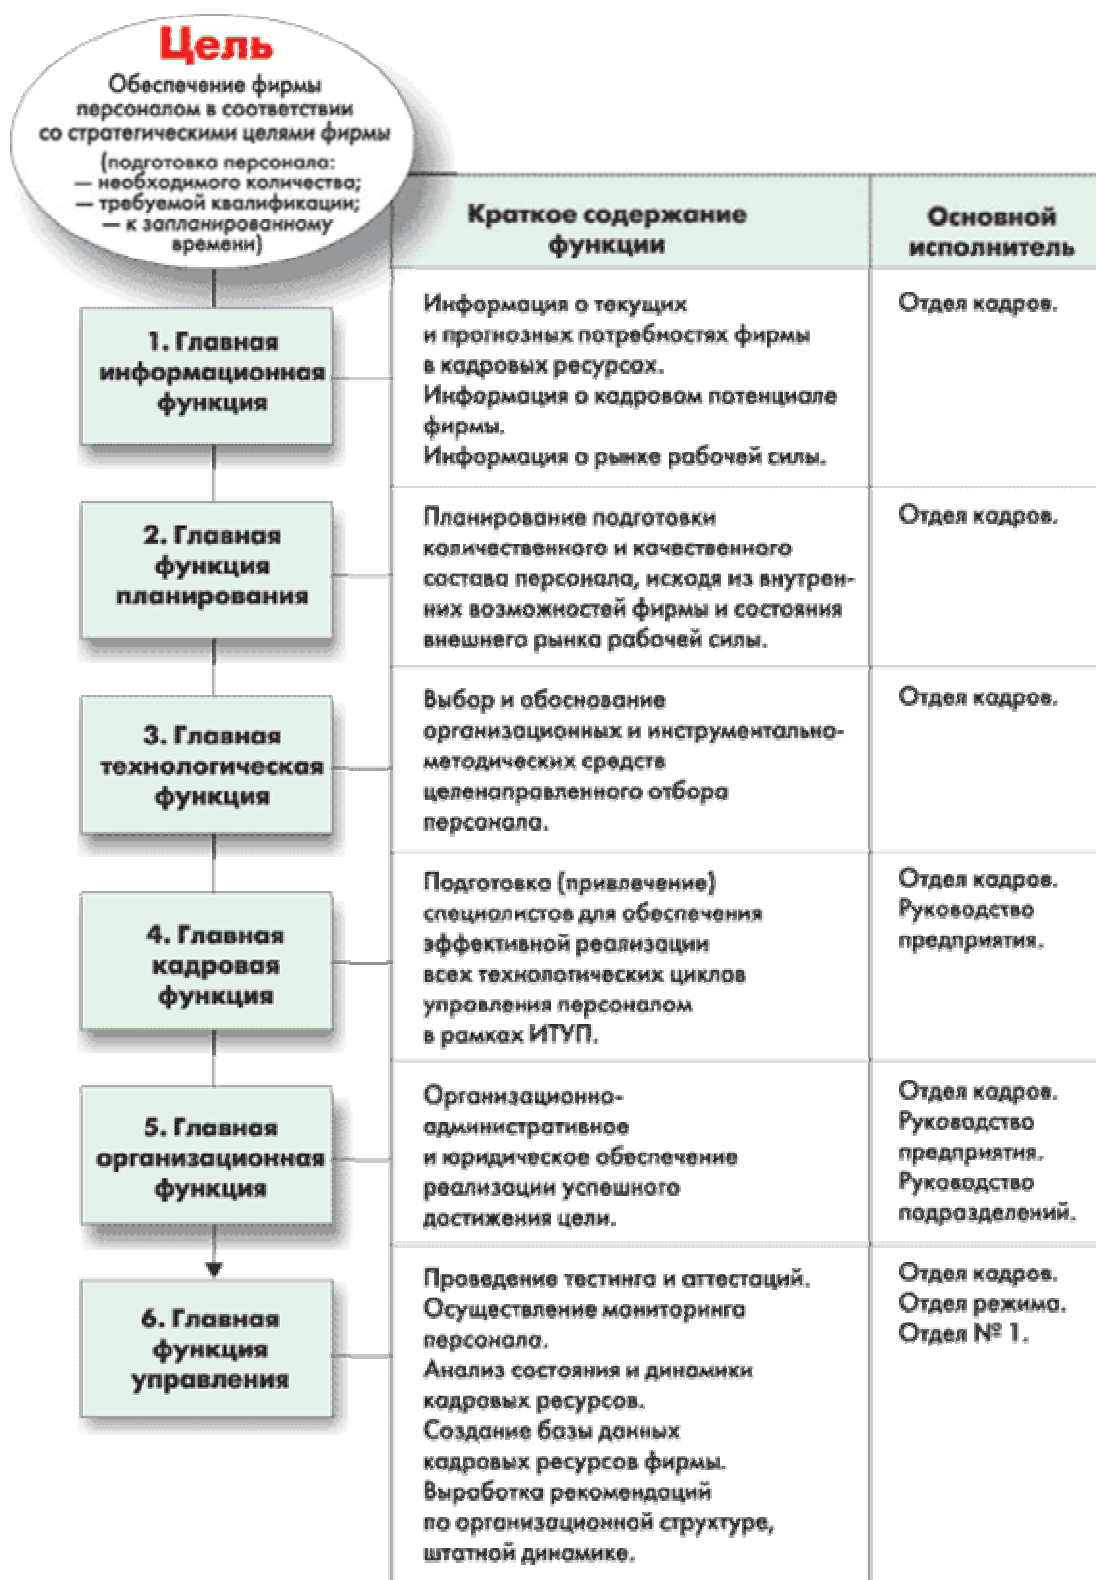 Цель
Обеспечение фирмы
персоналом в соответствии
со стратегическими целями фирмы
(подготовка персонала:
— необходимого количества;
— требуемой квалификации;
— к запланированному
времени)
Краткое содержание
функции
Основной
исполнитель
1. Главная
информационная
функция
Информация о текущих
и прогнозных потребностях фирмы
в кадровых ресурсах.
Информация о кадровом потенциале
фирмы.
Информация о рынке рабочей силы.
Отдел кадров.
2. Главная
функция
планирования
Планирование подготовки
количественного и качественного
состава персонала, исходя из внутрен-
них возможностей фирмы и состояния
внешнего рынка рабочей силы.
Отдел кадров.
3. Главная
технологическая
функция
Выбор и обоснование
организационных и инструментально-
методических средств
целенаправленного отбора
персонала.
Отдел кадров.
4. Главная
кадровая
функция
Подготовка (привлечение)
специалистов для обеспечения
эффективной реализации
всех технологических циклов
управления персоналом
в рамках ИТУП.
Отдел кадров.
Руководство
предприятия.
5. Главная
организационная
функция
Организационно-
административное
и юридическое обеспечение
реализации успешного
достижения цели.
Отдел кадров.
Руководство
предприятия.
Руководство
подразделений.
6. Главная
функция
управления
Проведение тестинга и аттестаций.
Осуществление мониторинга
персонала.
Анализ состояния и динамики
кадровых ресурсов.
Создание базы данных
кадровых ресурсов фирмы.
Выработка рекомендаций
по организационной структуре,
штатной динамике.
Отдел кадров.
Отдел режима.
Отдел № 1.